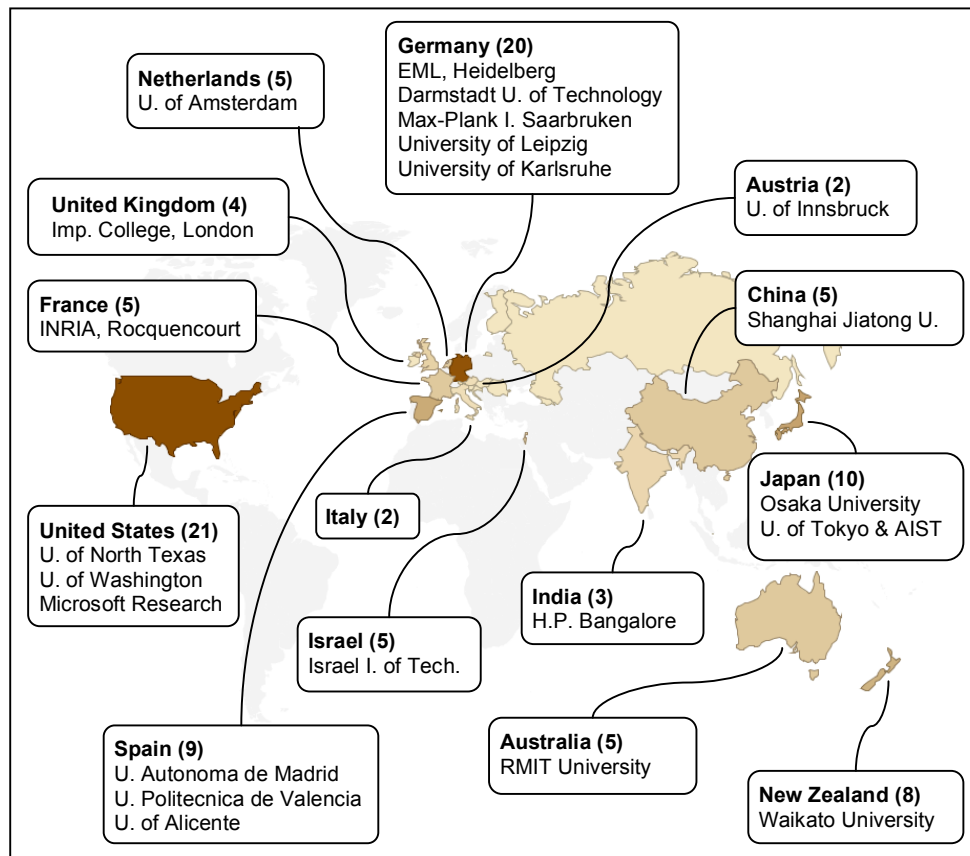 Germany (20)
EML, Heidelberg
Darmstadt U. of Technology
Max-Plank I. Saarbruken
University of Leipzig
University of Karlsruhe
Netherlands (5)
U. of Amsterdam
Austria (2)
U. of Innsbruck
United Kingdom (4)
Imp. College, London
France (5)
INRIA, Rocquencourt
China (5)
Shanghai Jiatong U.
Japan (10)
Osaka University
U. of Tokyo & AIST
Italy (2)
United States (21)
U. of North Texas
U. of Washington
Microsoft Research
India (3)
H.P. Bangalore
Israel (5)
Israel I. of Tech.
Spain (9)
U. Autonoma de Madrid
U. Politecnica de Valencia
U. of Alicente
Australia (5)
RMIT University
New Zealand (8)
Waikato University